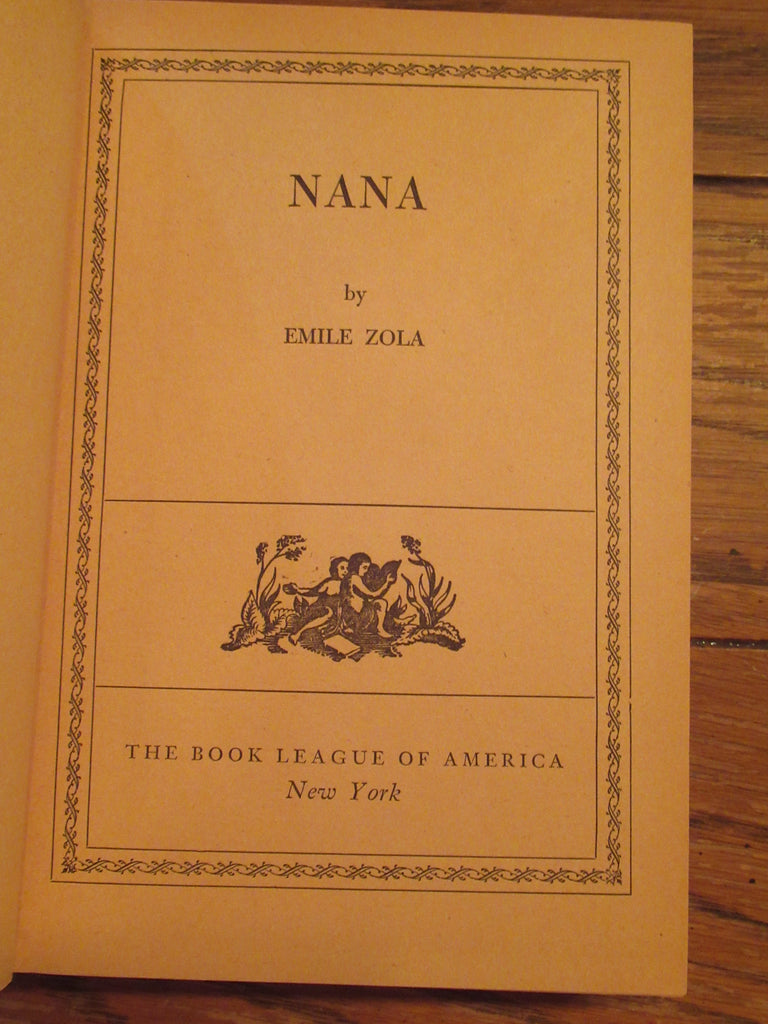 NANA
by
EMILE ZOLA
THE BOOK LEAGUE OF AMERICA
New York